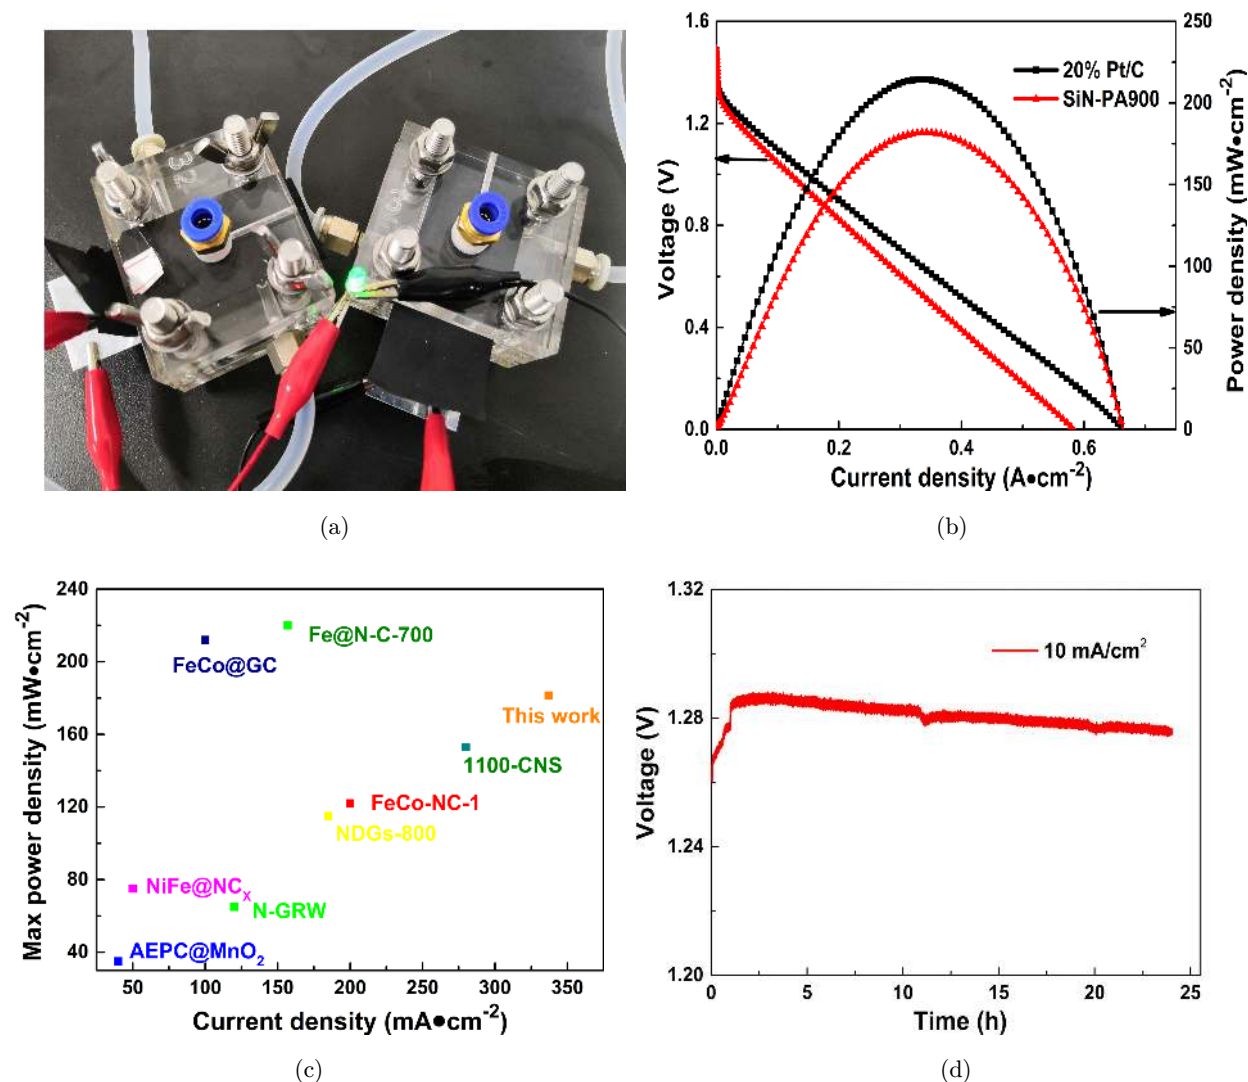 32
1.6
1.2
0.8
0.4
0.0
Voltage (V)
0.0 0.2 0.4 0.6
Current density (A•cm⁻²)
250
200
150
100
50
0
Power density (mW•cm⁻²)
20% Pt/C
SiN-PA900
(a)
(b)
240
200
160
120
80
40
Max power density (mW•cm⁻²)
Fe@N-C-700
FeCo@GC
This work
1100-CNS
FeCo-NC-1
NDGs-800
NiFe@NCₓ
N-GRW
AEPC@MnO₂
50 100 150 200 250 300 350
Current density (mA•cm⁻²)
(c)
1.32
1.28
1.24
1.20
Voltage (V)
10 mA/cm²
0 5 10 15 20 25
Time (h)
(d)